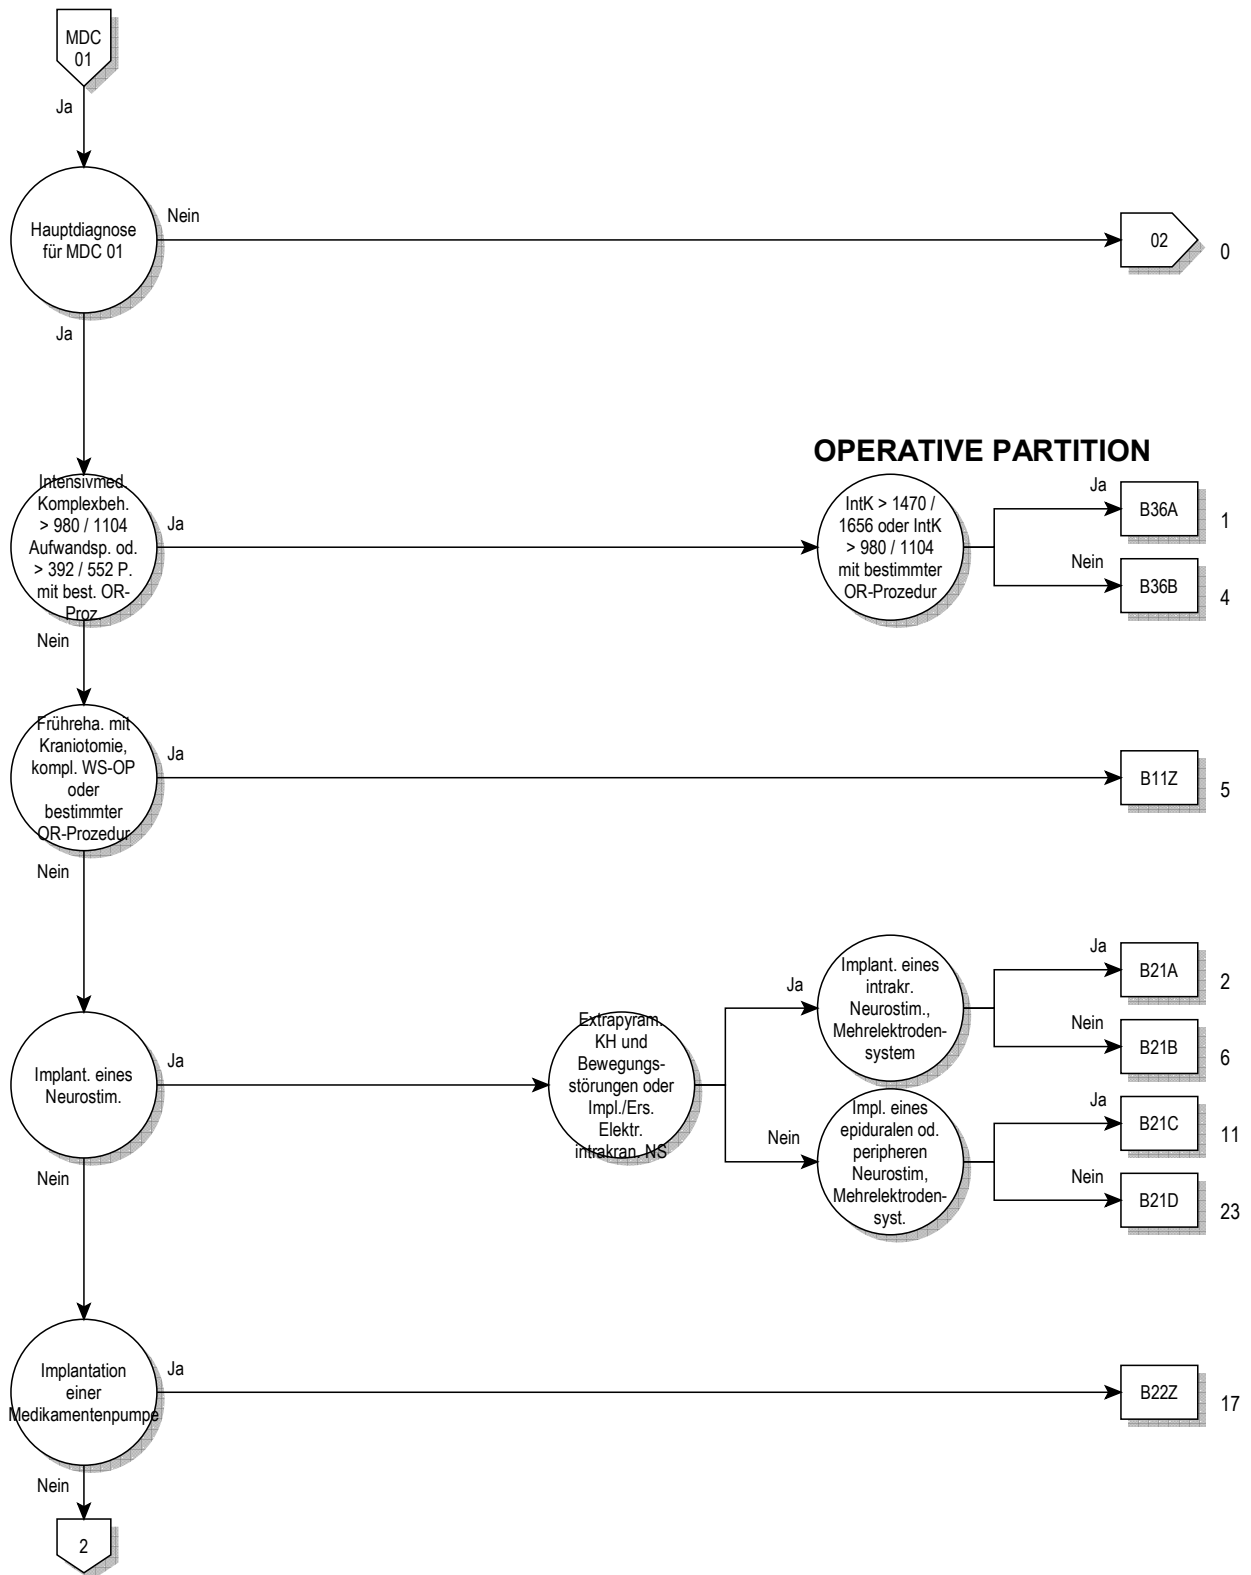 MDC
01
Ja
Hauptdiagnose
für MDC 01
Nein
02
0
Ja
OPERATIVE PARTITION
Intensivmed.
Komplexbeh.
> 980 / 1104
Aufwandsp. od.
> 392 / 552 P.
mit best. OR-
Proz.
Ja
IntK > 1470 /
1656 oder IntK
> 980 / 1104
mit bestimmter
OR-Prozedur
Ja
B36A
1
Nein
B36B
4
Nein
Frühreha. mit
Kraniotomie,
kompl. WS-OP
oder
bestimmter
OR-Prozedur
Ja
B11Z
5
Nein
Implant. eines
Neurostim.
Ja
Extrapyram.
KH und
Bewegungs-
störungen oder
Impl./Ers.
Elektr.
intrakran. NS
Ja
Implant. eines
intrakr.
Neurostim.,
Mehrelektroden-
system
Ja
B21A
2
Nein
B21B
6
Nein
Impl. eines
epiduralen od.
peripheren
Neurostim,
Mehrelektroden-
syst.
Ja
B21C
11
Nein
B21D
23
Nein
Implantation
einer
Medikamentenpumpe
Ja
B22Z
17
Nein
2